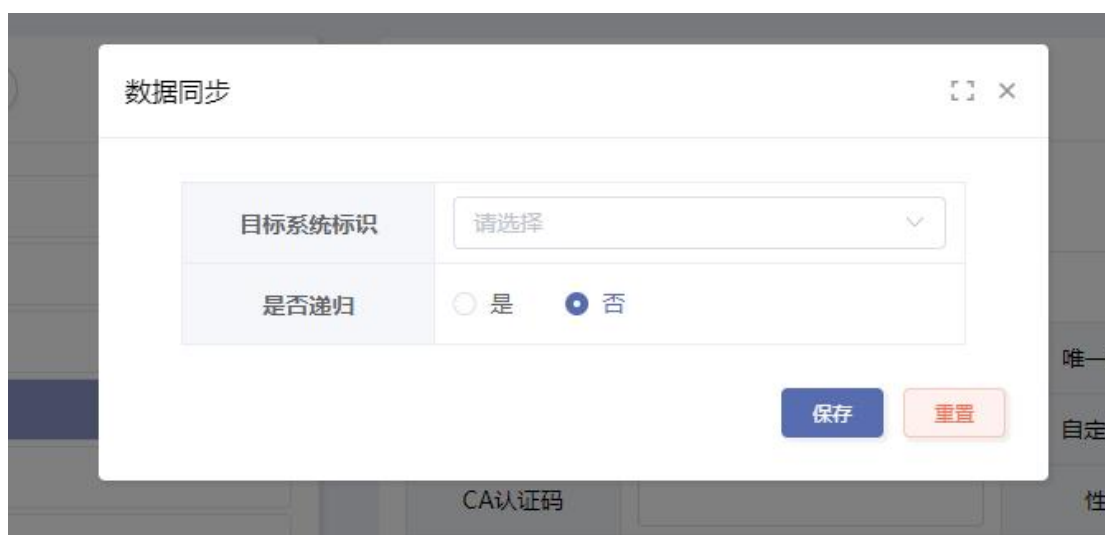 数据同步
目标系统标识 请选择
是否递归 是 否
保存 重置
唯一
自定
CA认证码 性